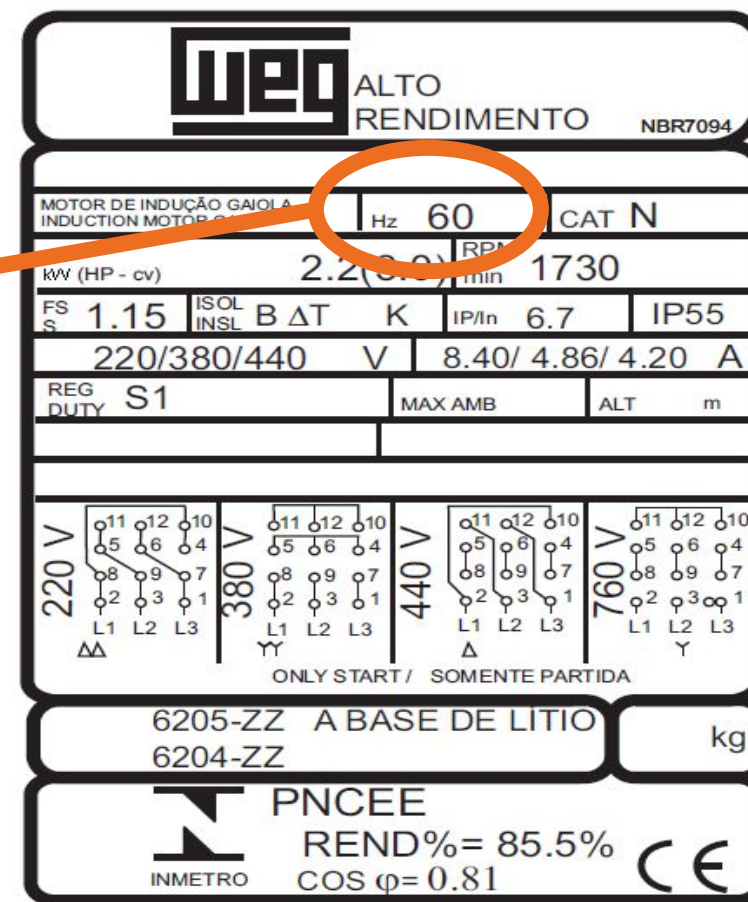 weg ALTO
RENDIMENTO NBR7094
MOTOR DE INDUÇÃO GAIOLA Hz 60 CAT N
INDUCTION MOTOR
kW (HP - cv) 2.2 RPM
min 1730
FS
S 1.15 ISOL
INSL B ΔT K IP/In 6.7 IP55
220/380/440 V 8.40/ 4.86/ 4.20 A
REG
DUTY S1 MAX AMB ALT m
220 V 11 12 10 380 V 11 12 10 440 V 11 12 10 760 V 11 12 10
5 6 4 5 6 4 5 6 4 5 6 4
8 9 7 8 9 7 8 9 7 8 9 7
2 3 1 2 3 1 2 3 1 2 3 1
L1 L2 L3 L1 L2 L3 L1 L2 L3 L1 L2 L3
ΔΔ YY Δ Y
ONLY START / SOMENTE PARTIDA
6205-ZZ A BASE DE LÍTIO
6204-ZZ kg
PNCEE
REND%= 85.5%
INMETRO COS φ= 0.81 CE